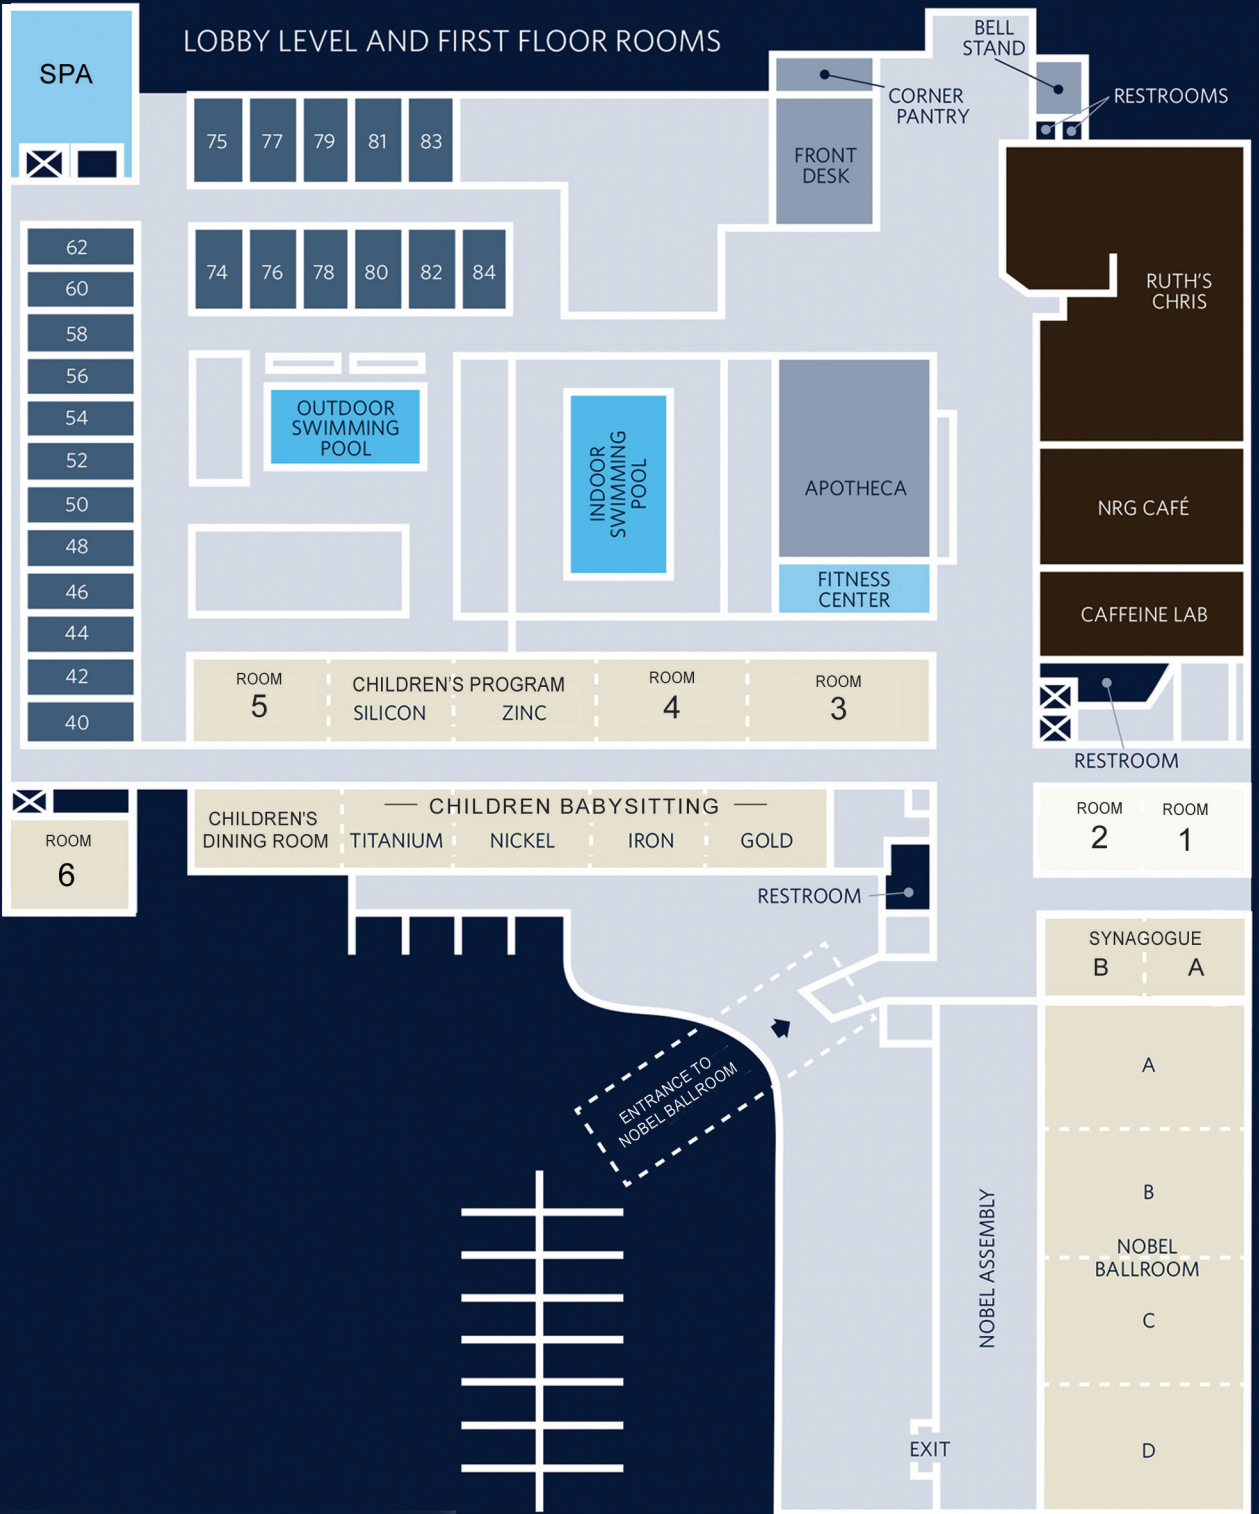 LOBBY LEVEL AND FIRST FLOOR ROOMS
SPA
BELL
STAND
CORNER
PANTRY
RESTROOMS
FRONT
DESK
75 77 79 81 83
74 76 78 80 82 84
62
60
58
56
54
52
50
48
46
44
42
40
RUTH'S
CHRIS
OUTDOOR
SWIMMING
POOL
INDOOR
SWIMMING
POOL
APOTHECA
FITNESS
CENTER
NRG CAFÉ
CAFFEINE LAB
RESTROOM
ROOM
5
CHILDREN'S PROGRAM
SILICON ZINC
ROOM
4
ROOM
3
ROOM
6
CHILDREN'S
DINING ROOM
CHILDREN BABYSITTING
TITANIUM NICKEL IRON GOLD
ROOM
2
ROOM
1
RESTROOM
SYNAGOGUE
B A
ENTRANCE TO
NOBEL BALLROOM
NOBEL ASSEMBLY
A
B
NOBEL
BALLROOM
C
D
EXIT